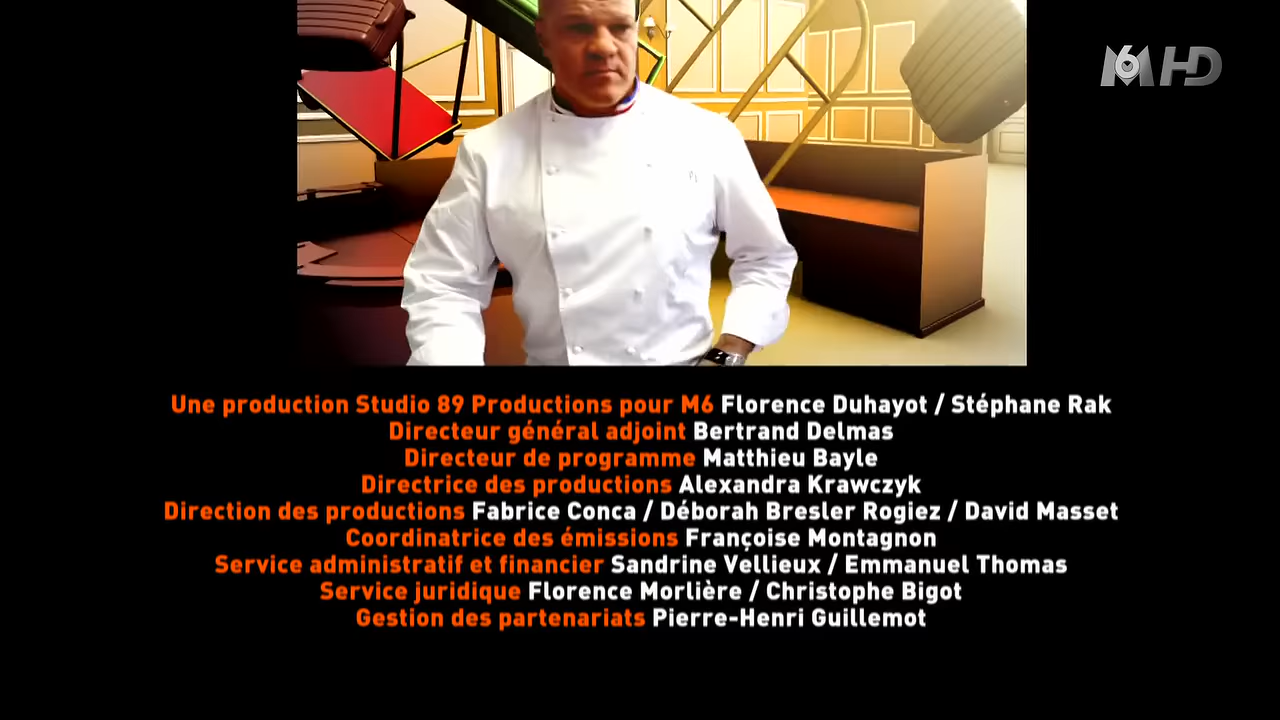 M6 HD
Une production Studio 89 Productions pour M6 Florence Duhayot / Stéphane Rak
Directeur général adjoint Bertrand Delmas
Directeur de programme Matthieu Bayle
Directrice des productions Alexandra Krawczyk
Direction des productions Fabrice Conca / Déborah Bresler Rogiez / David Masset
Coordinatrice des émissions Françoise Montagnon
Service administratif et financier Sandrine Vellieux / Emmanuel Thomas
Service juridique Florence Morlière / Christophe Bigot
Gestion des partenariats Pierre-Henri Guillemot